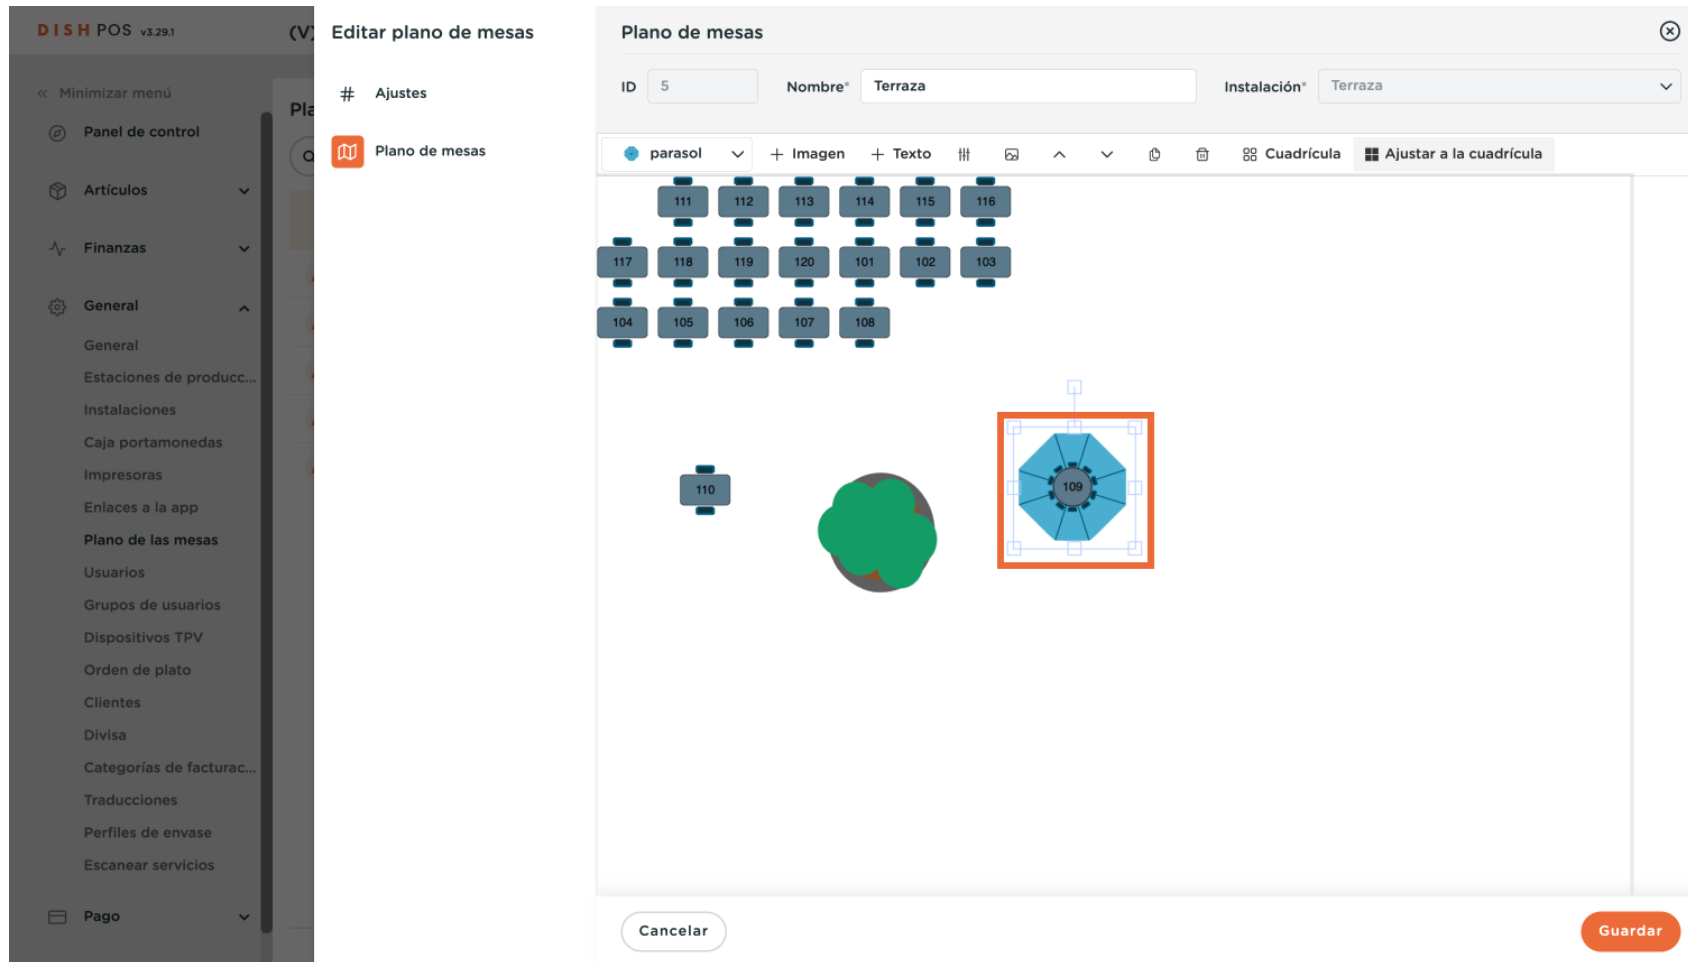 DISH POS v3.29.1
Minimizar menú
Panel de control
Artículos
Finanzas
General
General
Estaciones de producc...
Instalaciones
Caja portamonedas
Impresoras
Enlaces a la app
Plano de las mesas
Usuarios
Grupos de usuarios
Dispositivos TPV
Orden de plato
Clientes
Divisa
Categorías de facturac...
Traducciones
Perfiles de envase
Escanear servicios
Pago
(V)
Pla
Editar plano de mesas
# Ajustes
Plano de mesas
Plano de mesas
ID 5 Nombre* Terraza Instalación* Terraza
parasol + Imagen + Texto Cuadrícula Ajustar a la cuadrícula
111 112 113 114 115 116
117 118 119 120 101 102 103
104 105 106 107 108
110 109
Cancelar Guardar